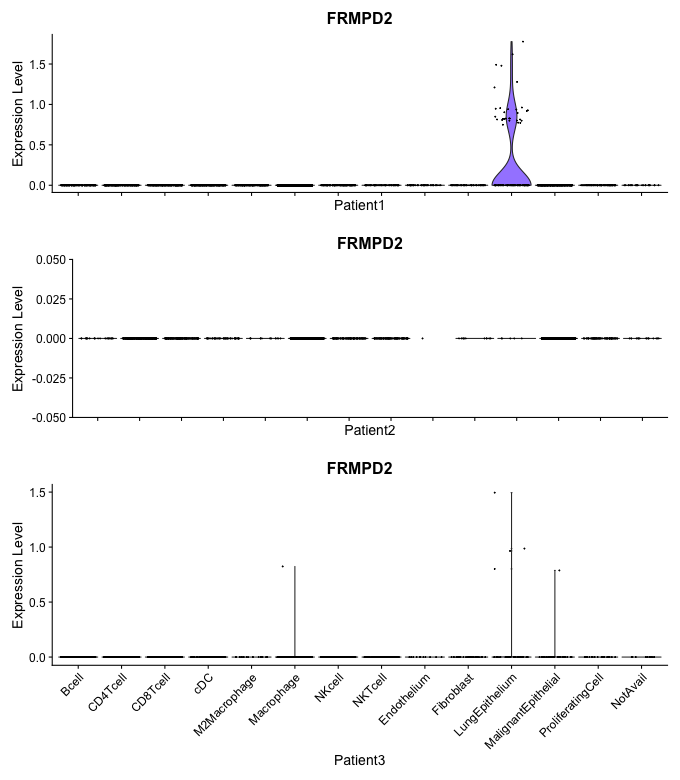 FRMPD2
Expression Level
1.5
1.0
0.5
0.0
Patient1
FRMPD2
Expression Level
0.050
0.025
0.000
-0.025
-0.050
Patient2
FRMPD2
Expression Level
1.5
1.0
0.5
0.0
Bcell
CD4Tcell
CD8Tcell
cDC
M2Macrophage
Macrophage
NKcell
NKTcell
Endothelium
Fibroblast
LungEpithelium
MalignantEpithelial
ProliferatingCell
NotAvail
Patient3